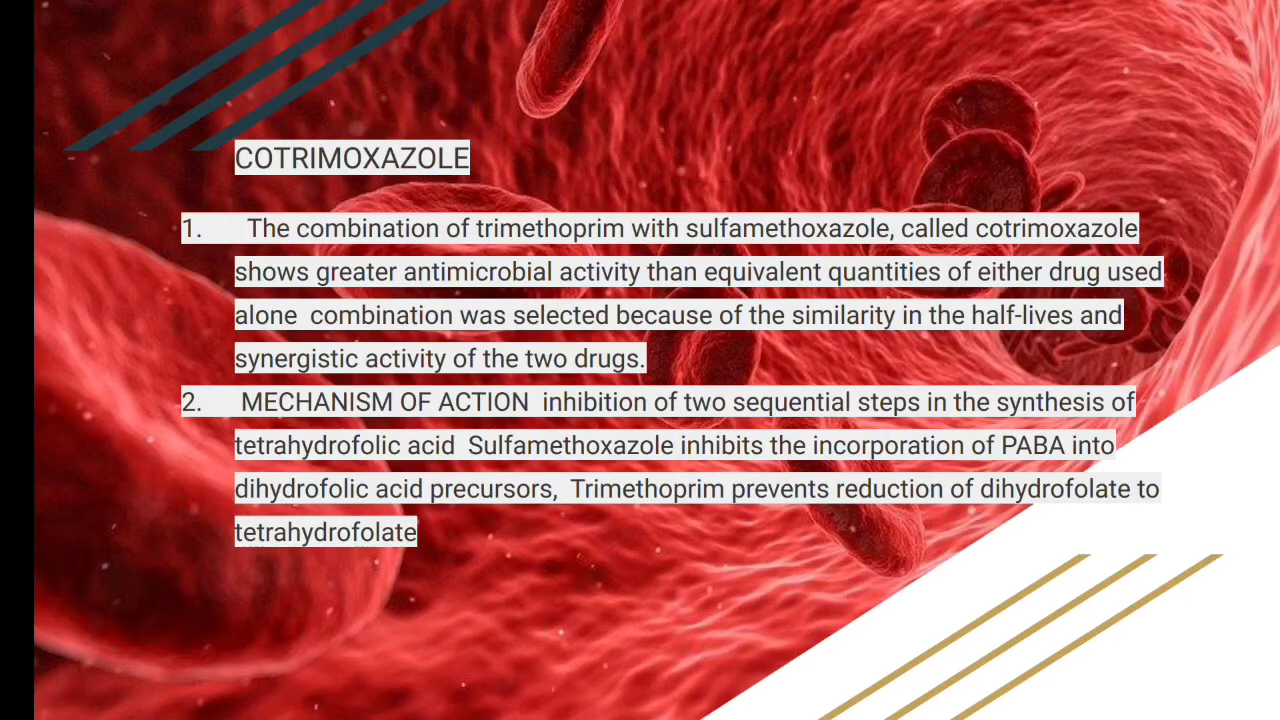 COTRIMOXAZOLE
1. The combination of trimethoprim with sulfamethoxazole, called cotrimoxazole
shows greater antimicrobial activity than equivalent quantities of either drug used
alone combination was selected because of the similarity in the half-lives and
synergistic activity of the two drugs.
2. MECHANISM OF ACTION inhibition of two sequential steps in the synthesis of
tetrahydrofolic acid Sulfamethoxazole inhibits the incorporation of PABA into
dihydrofolic acid precursors, Trimethoprim prevents reduction of dihydrofolate to
tetrahydrofolate